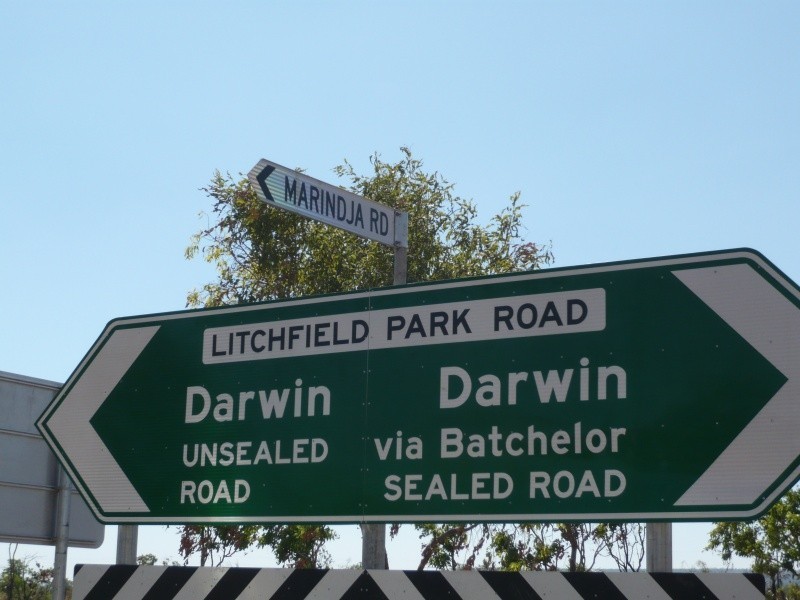 MARINDJA RD
LITCHFIELD PARK ROAD
Darwin
UNSEALED
ROAD
Darwin
via Batchelor
SEALED ROAD